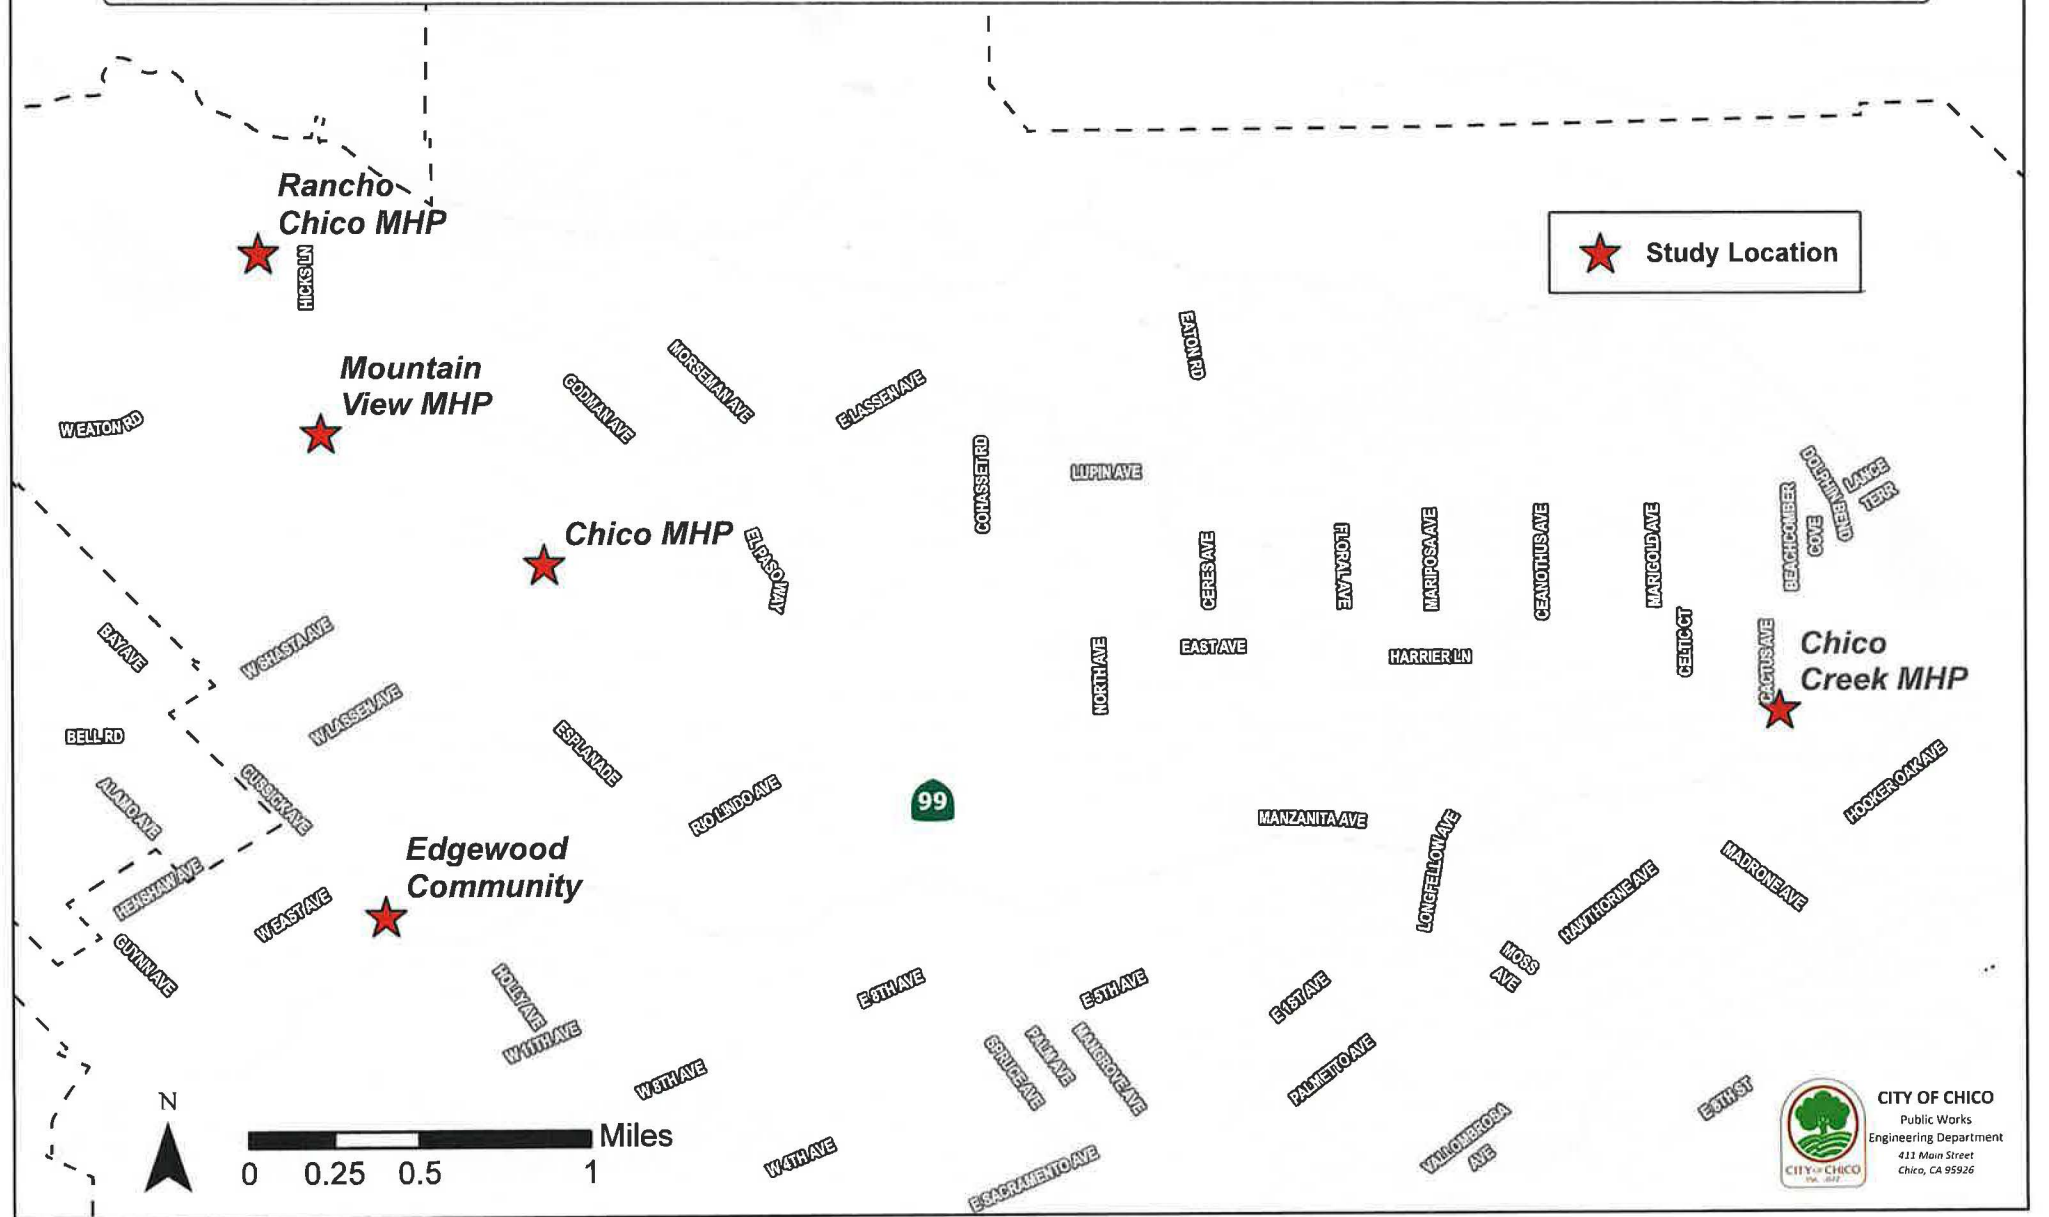 Rancho
Chico MHP
HICKS LN
Study Location
EATON RD
Mountain
View MHP
MORSEMAN AVE
GODMAN AVE
E LASSEN AVE
W EATON RD
COHASSET RD
LUPIN AVE
DOLPHIN BEND
LANCE
TERR
BEACHCOMBER
COVE
Chico MHP
EL PASO WAY
CERES AVE
FLORAL AVE
MARIPOSA AVE
CEANOTHUS AVE
MARIGOLD AVE
CELTIC CT
BAY AVE
W SHASTA AVE
NORTH AVE
EAST AVE
HARRIER LN
CACTUS AVE
Chico
Creek MHP
W LASSEN AVE
BELL RD
ESPLANADE
CUSSICK AVE
ALAMO AVE
RIO LINDO AVE
99
MANZANITA AVE
LONGFELLOW AVE
HOOKER OAK AVE
Edgewood
Community
HENSHAW AVE
W EAST AVE
MADRONE AVE
HAWTHORNE AVE
GUYNN AVE
MOSS
AVE
HOLLY AVE
W 11TH AVE
E 8TH AVE
E 5TH AVE
E 1ST AVE
SPRUCE AVE
PALM AVE
MANGROVE AVE
PALMETTO AVE
W 8TH AVE
E 8TH ST
VALLOMBROSA
AVE
W 4TH AVE
E SACRAMENTO AVE
N
Miles
0 0.25 0.5 1
CITY OF CHICO
Public Works
Engineering Department
411 Main Street
Chico, CA 95926
CITY OF CHICO